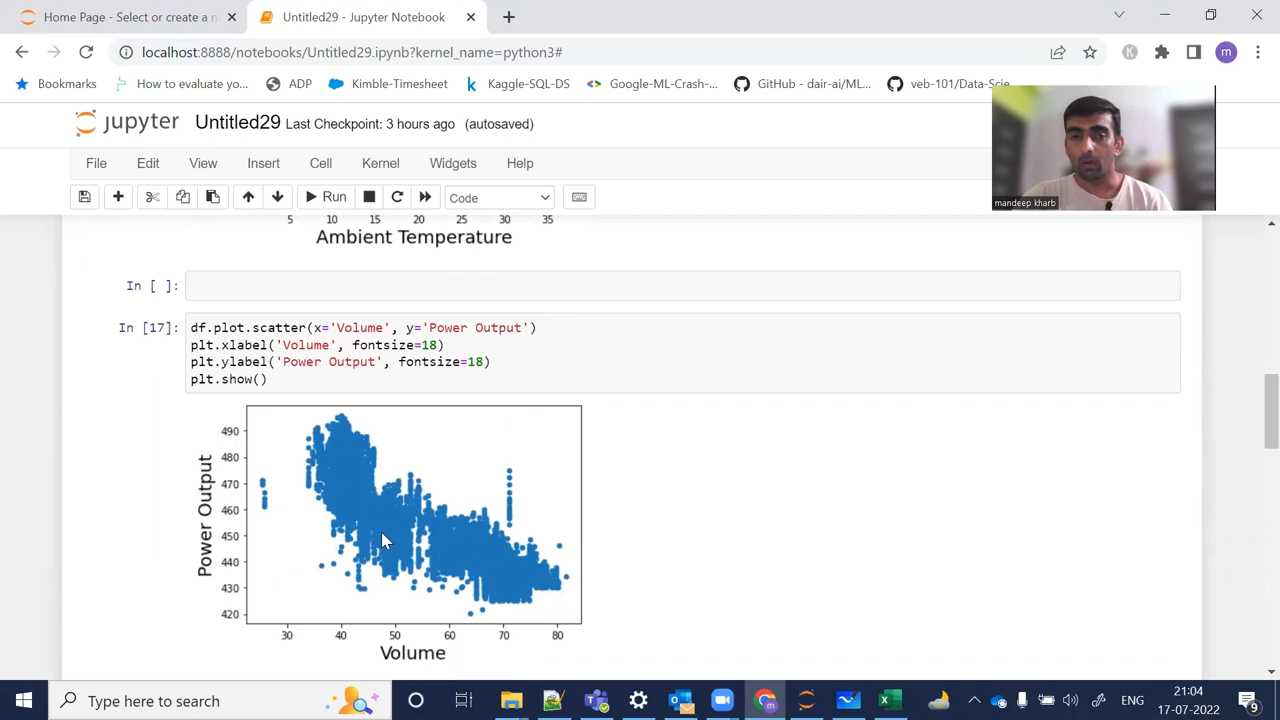 Home Page - Select or create a n
Untitled29 - Jupyter Notebook
localhost:8888/notebooks/Untitled29.ipynb?kernel_name=python3#
m
Bookmarks
How to evaluate you...
ADP
Kimble-Timesheet
Kaggle-SQL-DS
Google-ML-Crash-...
GitHub - dair-ai/ML...
veb-101/Data-Scie
jupyter Untitled29 Last Checkpoint: 3 hours ago (autosaved)
File Edit View Insert Cell Kernel Widgets Help
Run
Code
mandeep kharb
5 10 15 20 25 30 35
Ambient Temperature
In [ ]:
In [17]:
df.plot.scatter(x='Volume', y='Power Output')
plt.xlabel('Volume', fontsize=18)
plt.ylabel('Power Output', fontsize=18)
plt.show()
490
480
470
460
450
440
430
420
Power Output
30 40 50 60 70 80
Volume
Type here to search
ENG
21:04
17-07-2022
9